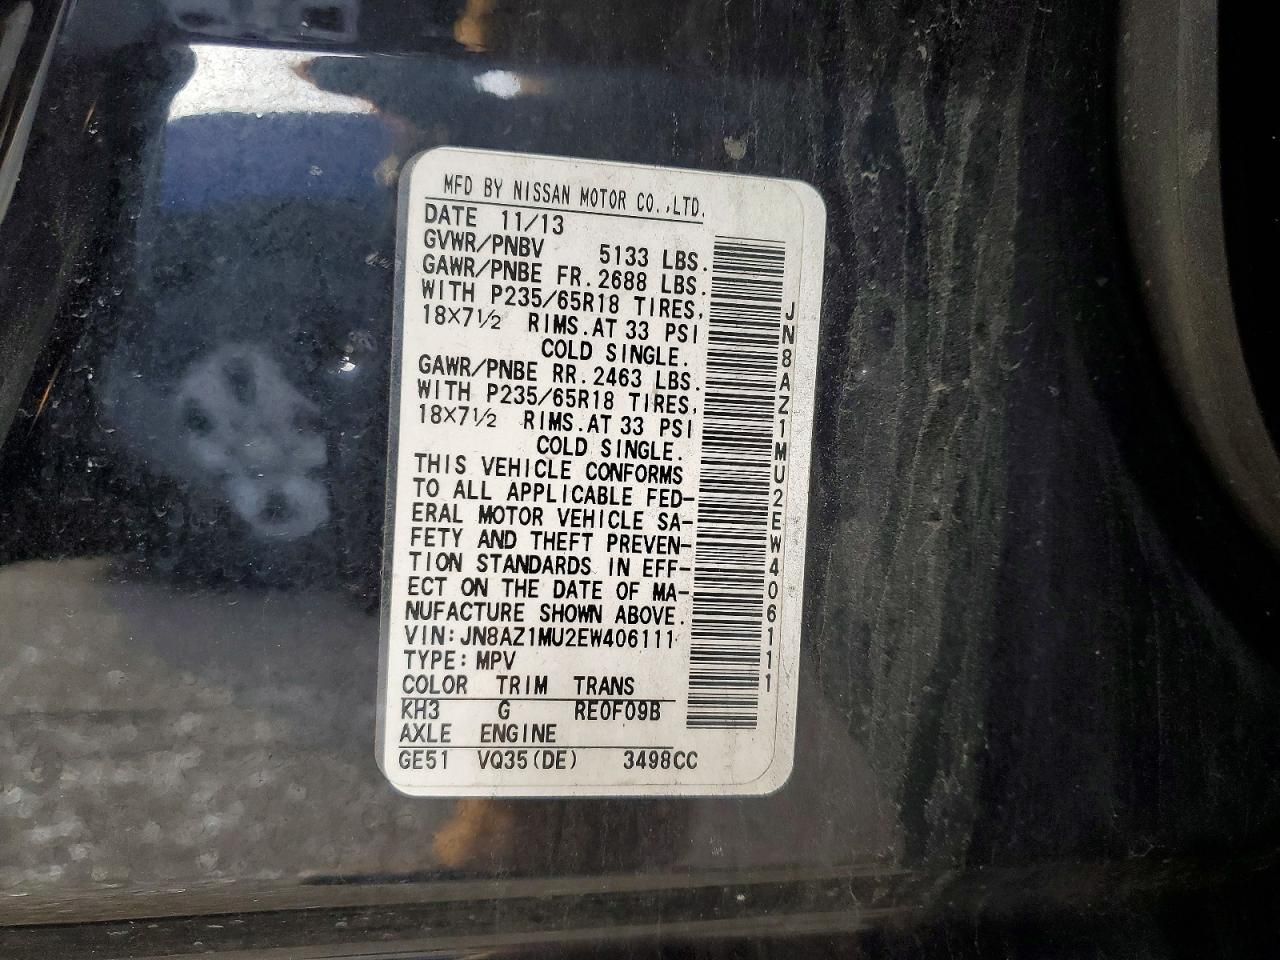 MFD BY NISSAN MOTOR CO.,LTD.
DATE 11/13
GVWR/PNBV 5133 LBS.
GAWR/PNBE FR.2688 LBS.
WITH P235/65R18 TIRES,
18X7½ RIMS.AT 33 PSI
COLD SINGLE.
GAWR/PNBE RR.2463 LBS.
WITH P235/65R18 TIRES,
18X7½ RIMS.AT 33 PSI
COLD SINGLE.
THIS VEHICLE CONFORMS
TO ALL APPLICABLE FED-
ERAL MOTOR VEHICLE SA-
FETY AND THEFT PREVEN-
TION STANDARDS IN EFF-
ECT ON THE DATE OF MA-
NUFACTURE SHOWN ABOVE.
VIN:JN8AZ1MU2EW406111
TYPE:MPV
COLOR TRIM TRANS
KH3 G RE0F09B
AXLE ENGINE
GE51 VQ35(DE) 3498CC
JN8AZ1MU2EW406111